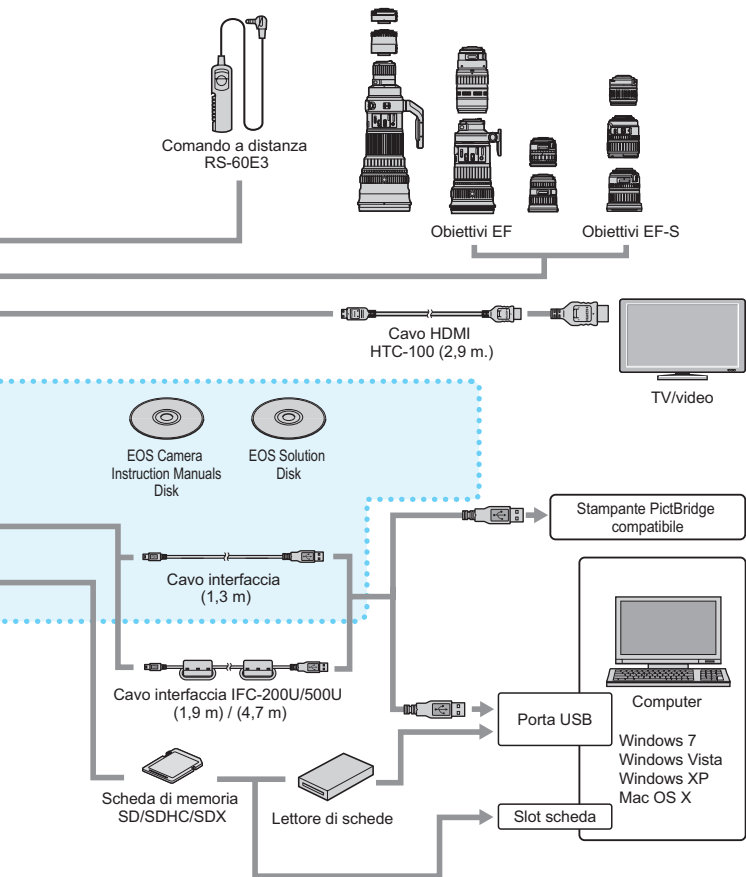 Comando a distanza
RS-60E3
Obiettivi EF
Obiettivi EF-S
Cavo HDMI
HTC-100 (2,9 m.)
TV/video
EOS Camera
Instruction Manuals
Disk
EOS Solution
Disk
Stampante PictBridge
compatibile
Cavo interfaccia
(1,3 m)
Cavo interfaccia IFC-200U/500U
(1,9 m) / (4,7 m)
Porta USB
Computer
Windows 7
Windows Vista
Windows XP
Mac OS X
Scheda di memoria
SD/SDHC/SDX
Lettore di schede
Slot scheda